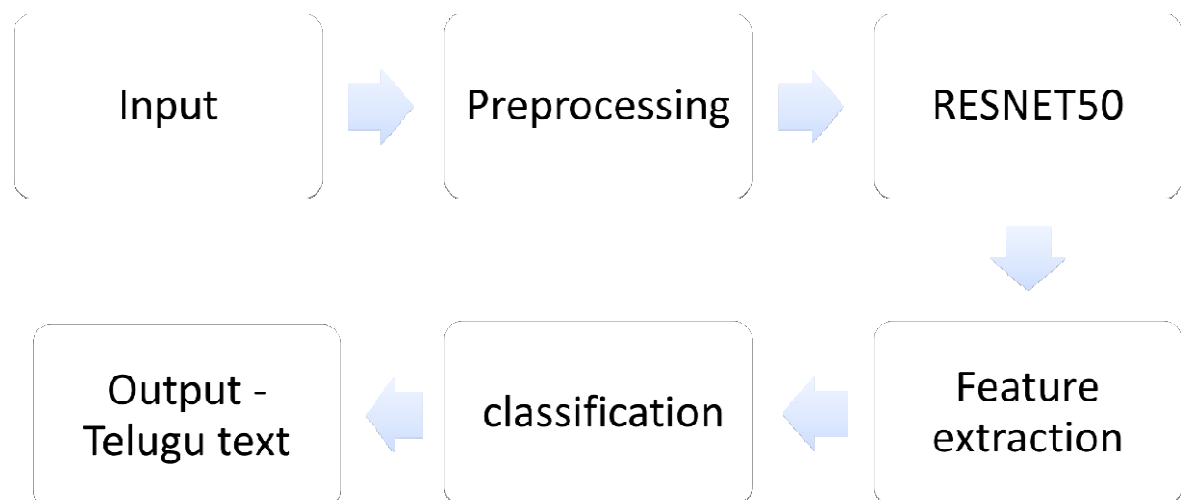 Input
Preprocessing
RESNET50
Feature
extraction
classification
Output -
Telugu text